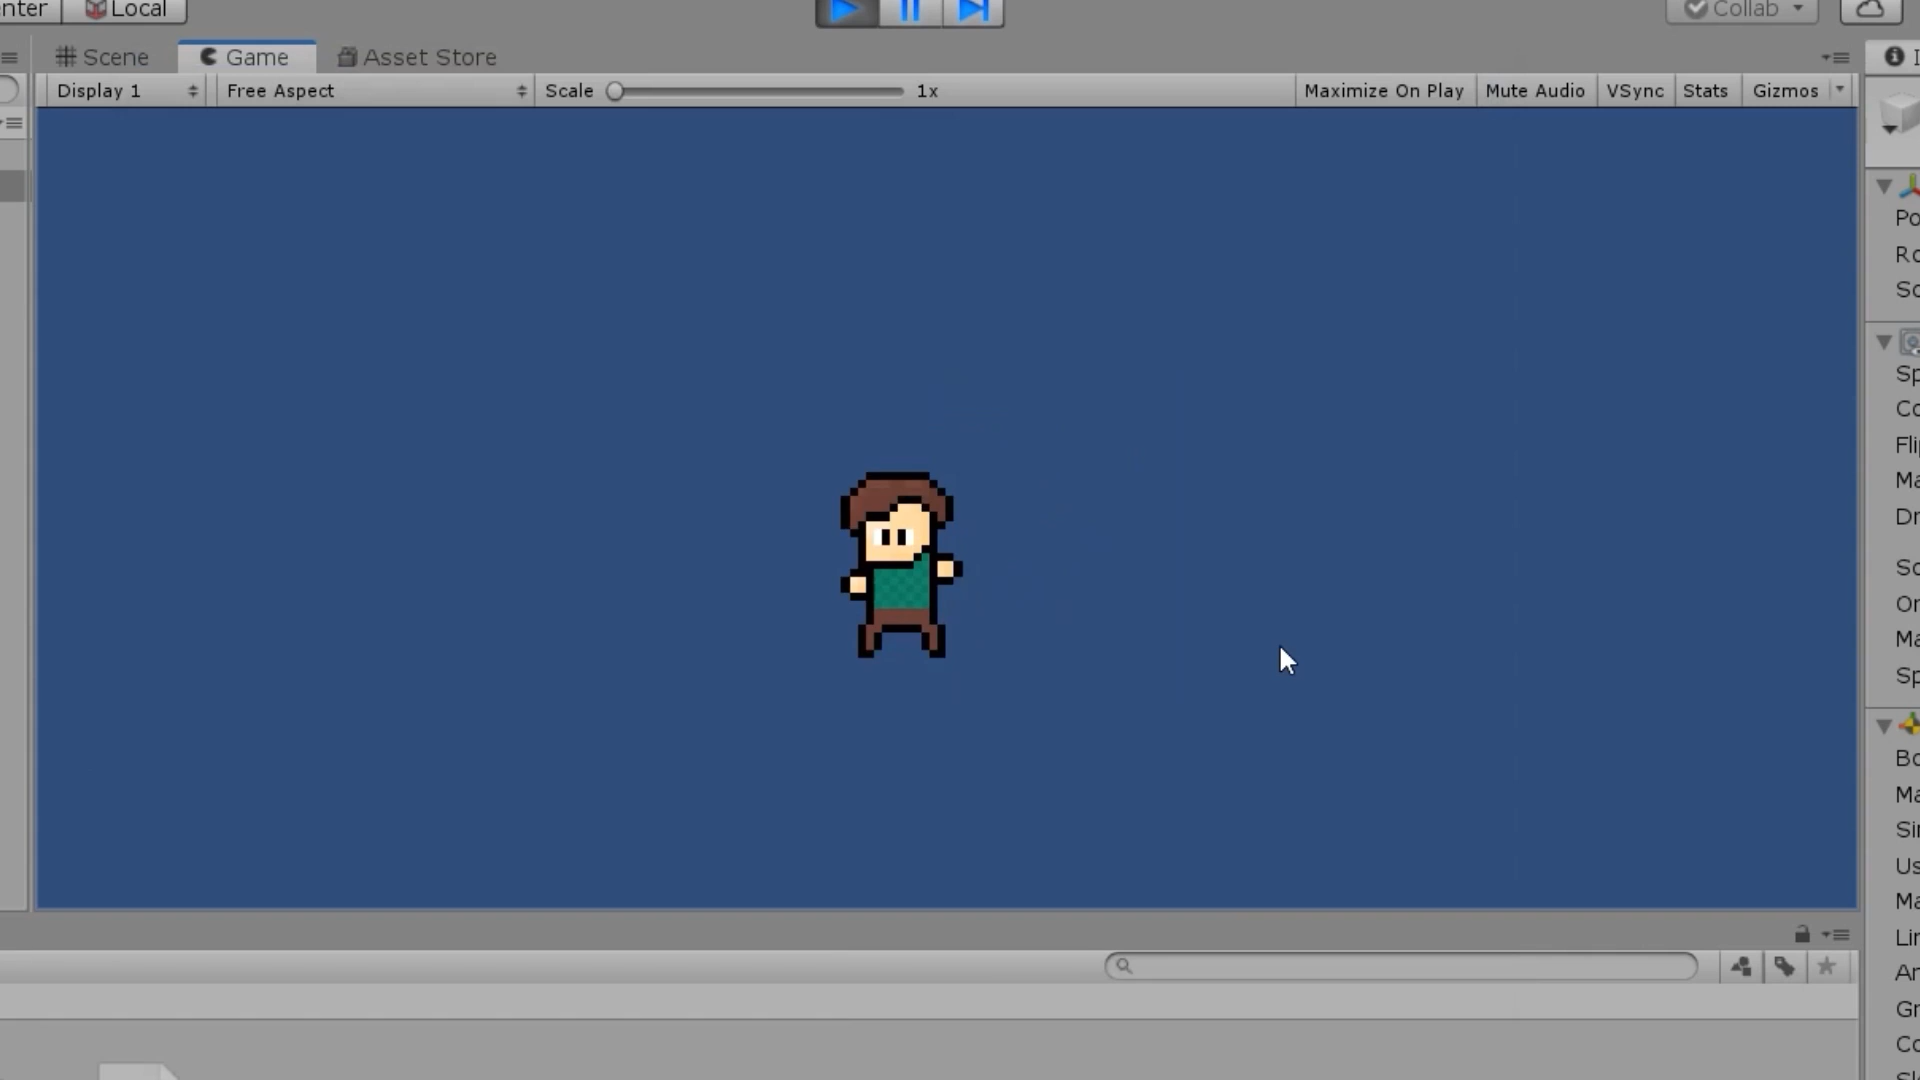 nter Local Collab
Scene Game Asset Store
Display 1 Free Aspect Scale 1x Maximize On Play Mute Audio VSync Stats Gizmos
Po
Ro
Sc
Sp
Co
Fli
Ma
Dr
So
Or
Ma
Sp
Bo
Ma
Sir
Us
Ma
Lin
An
Gr
Co